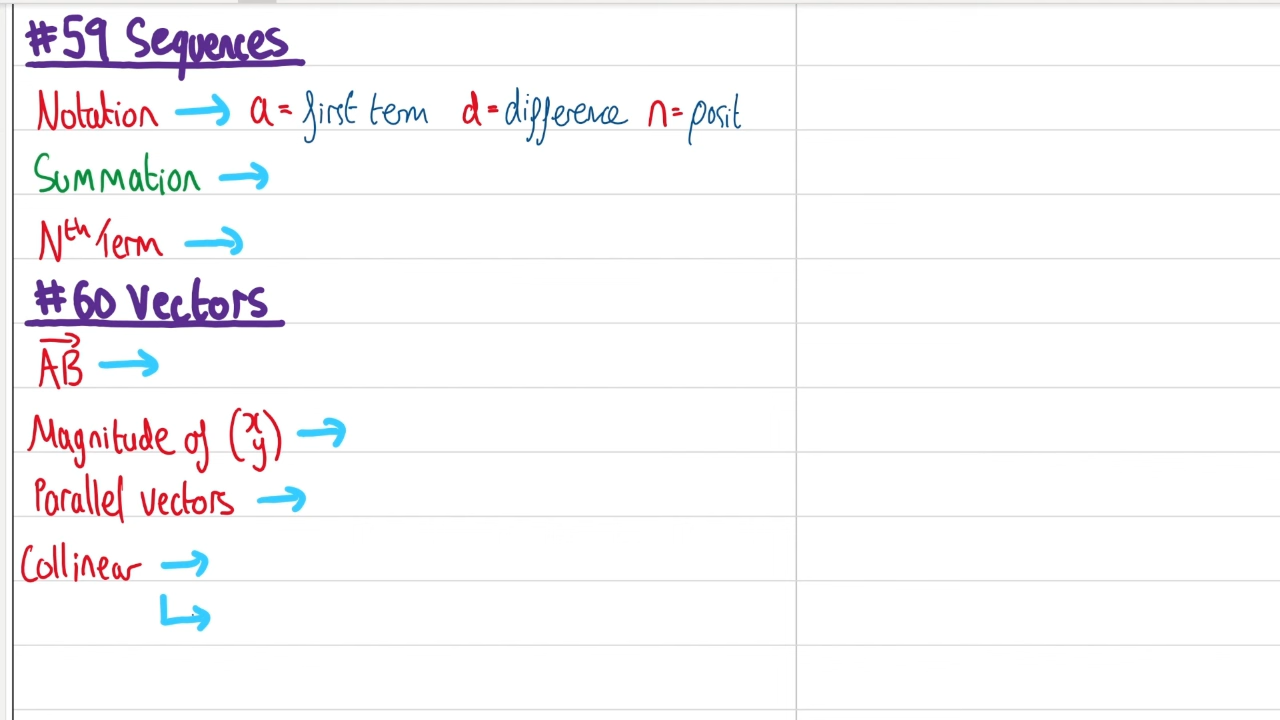 #59 Sequences
Notation → a = first term d = difference n = posit
Summation →
Nth Term →
#60 Vectors
AB →
Magnitude of (x y) →
Parallel vectors →
Collinear →